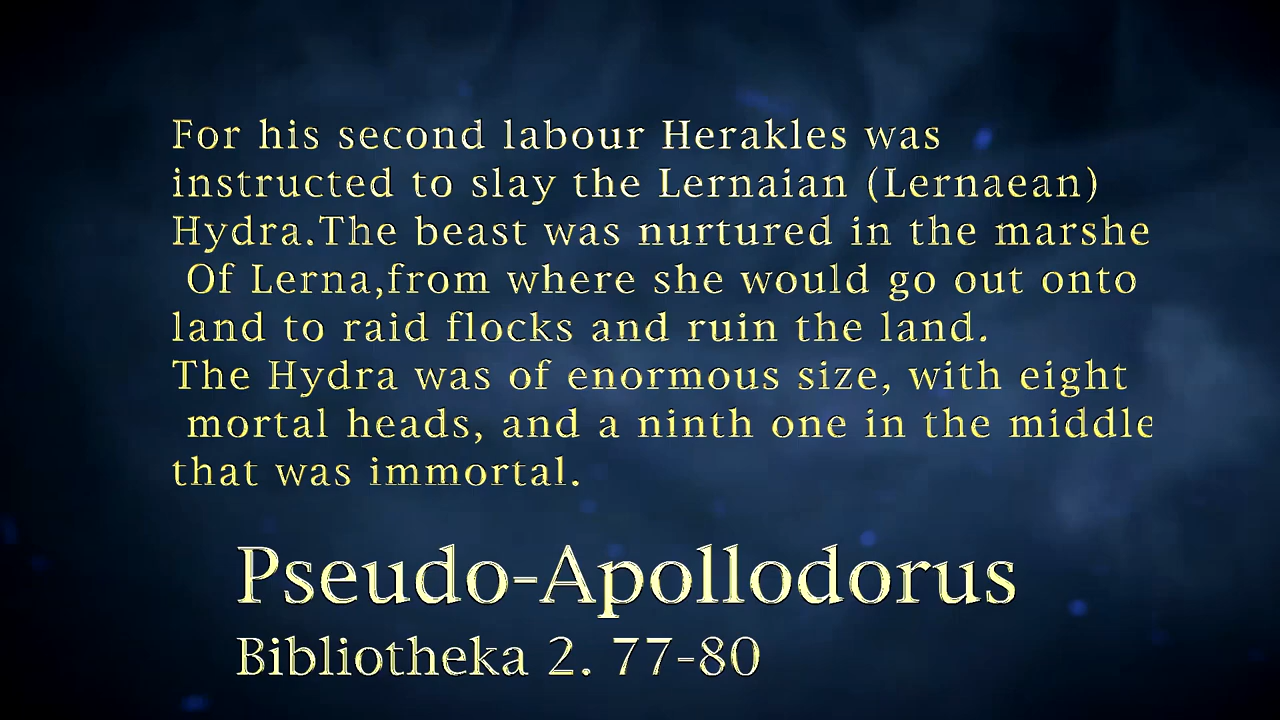 For his second labour Herakles was
instructed to slay the Lernaian (Lernaean)
Hydra.The beast was nurtured in the marshe
Of Lerna,from where she would go out onto
land to raid flocks and ruin the land.
The Hydra was of enormous size, with eight
mortal heads, and a ninth one in the middle
that was immortal.
Pseudo-Apollodorus
Bibliotheka 2. 77-80